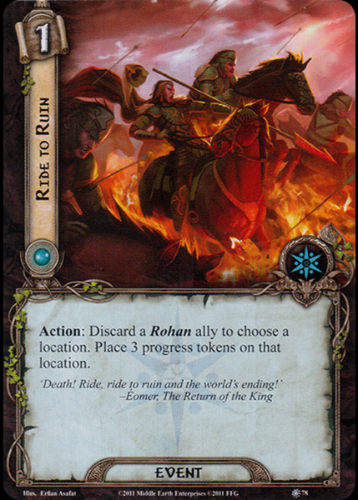 1
RIDE TO RUIN
Action: Discard a Rohan ally to choose a
location. Place 3 progress tokens on that
location.
‘Death! Ride, ride to ruin and the world’s ending!’
–Éomer, The Return of the King
EVENT
Illus. Erfian Asafat ©2011 Middle Earth Enterprises ©2011 FFG 78